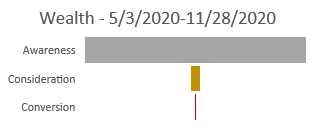 Wealth - 5/3/2020-11/28/2020
Awareness
Consideration
Conversion